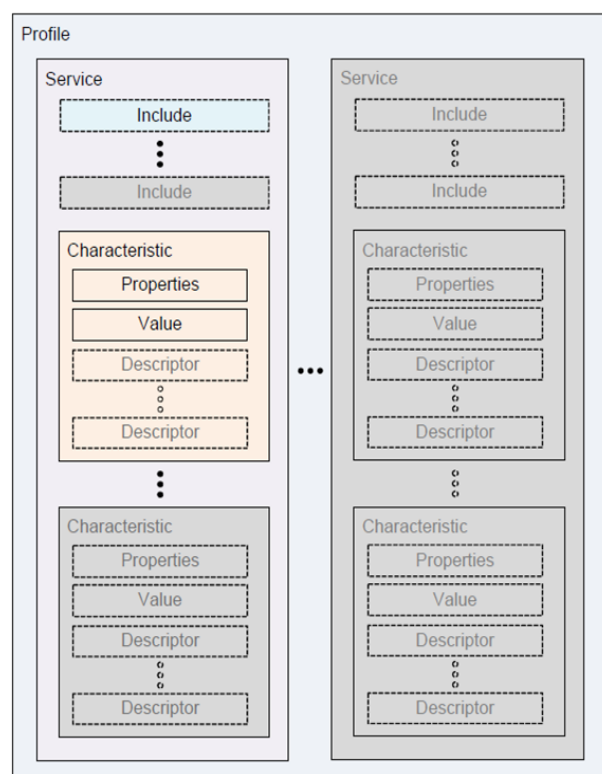 Profile
Service
Include
Include
Characteristic
Properties
Value
Descriptor
Descriptor
Characteristic
Properties
Value
Descriptor
Descriptor
Service
Include
Include
Characteristic
Properties
Value
Descriptor
Descriptor
Characteristic
Properties
Value
Descriptor
Descriptor